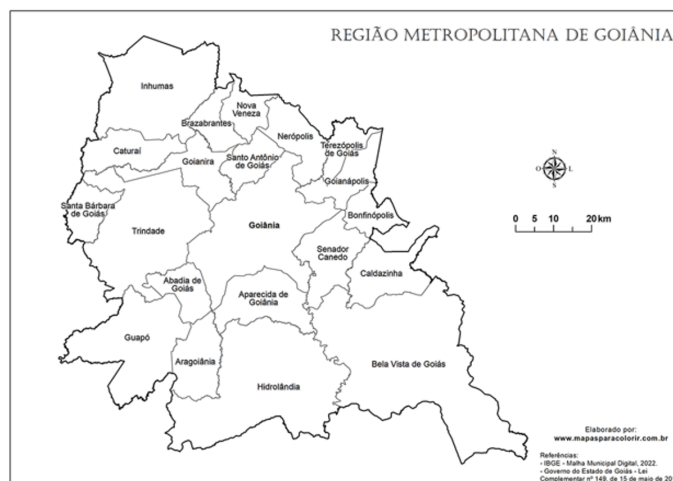 REGIÃO METROPOLITANA DE GOIÂNIA
Inhumas
Nova
Veneza
Brazabrantes
Nerópolis
Terezópolis
de Goiás
Caturaí
Goianira
Santo Antônio
de Goiás
Goianápolis
Santa Bárbara
de Goiás
Trindade
Goiânia
Bonfinópolis
Senador
Canedo
Caldazinha
Abadia de
Goiás
Aparecida de
Goiânia
Guapó
Aragoiânia
Hidrolândia
Bela Vista de Goiás
N
O L
S
0 5 10 20 km
Elaborado por:
www.mapasparacolorir.com.br
Referências:
- IBGE - Malha Municipal Digital, 2022.
- Governo do Estado de Goiás - Lei
Complementar nº 149, de 15 de maio de 20